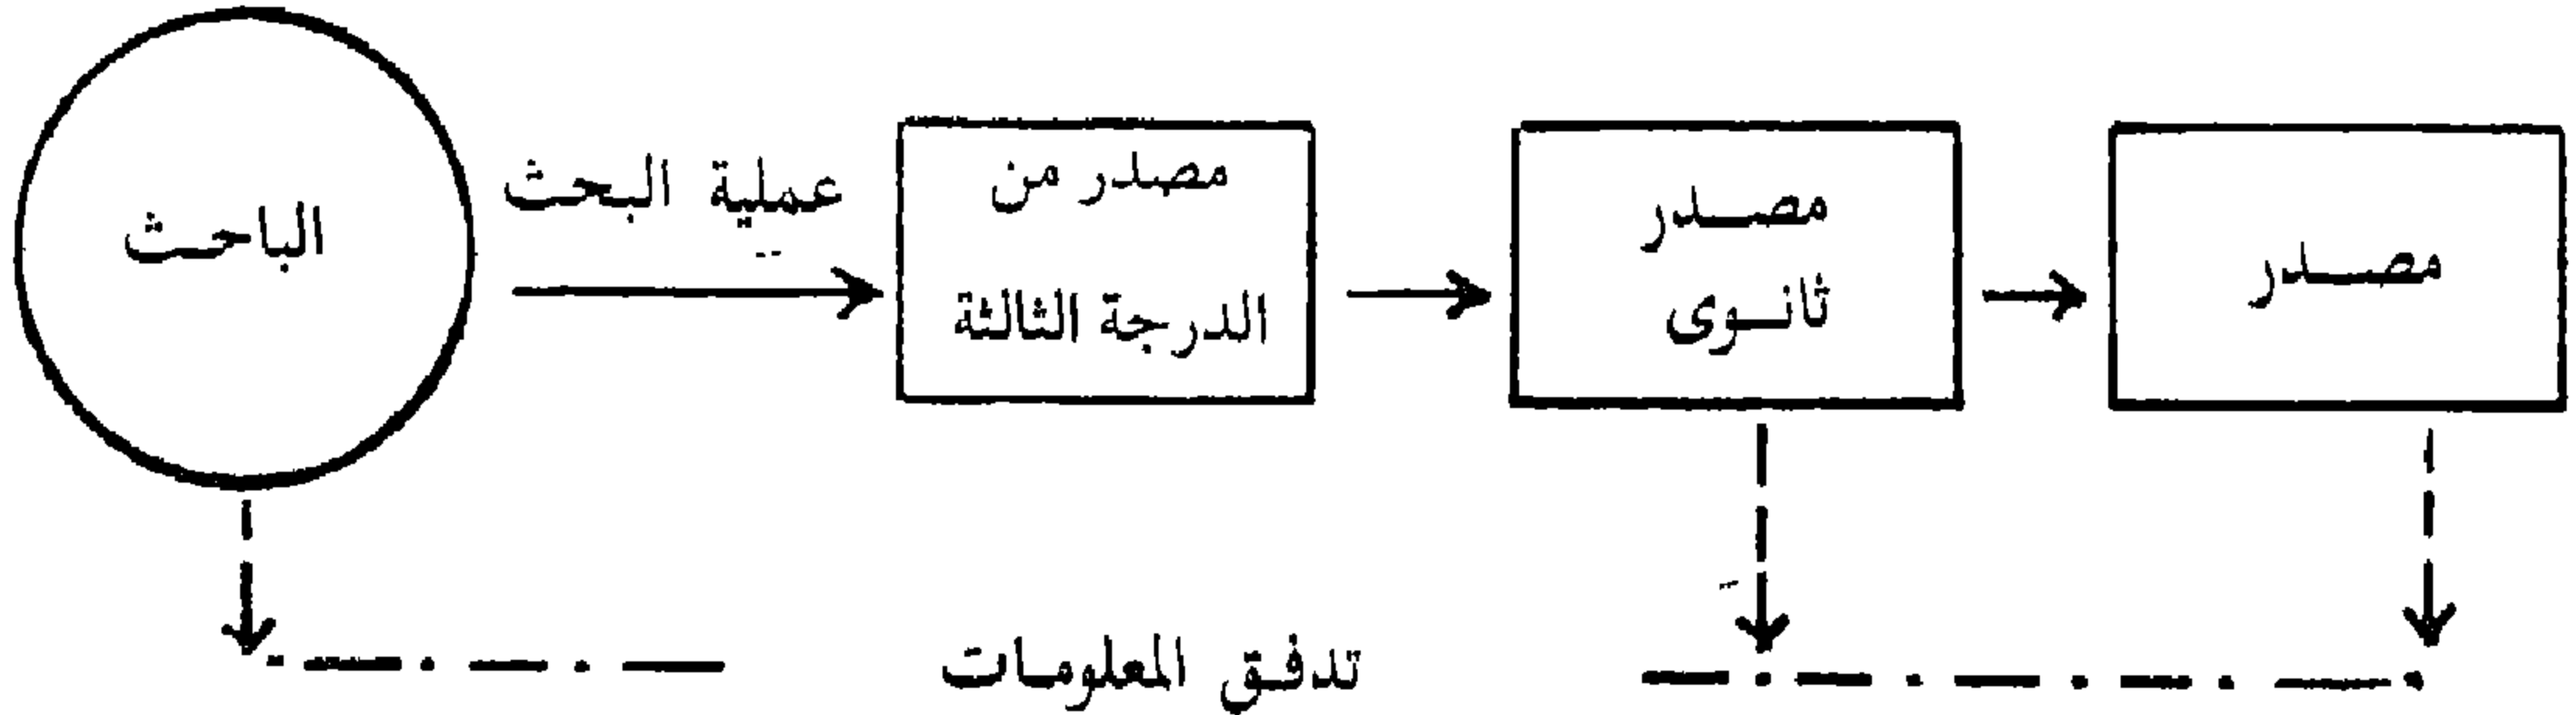 الباحث
عملية البحث
مصدر من
الدرجة الثالثة
مصدر
ثانوى
مصدر
تدفق المعلومات